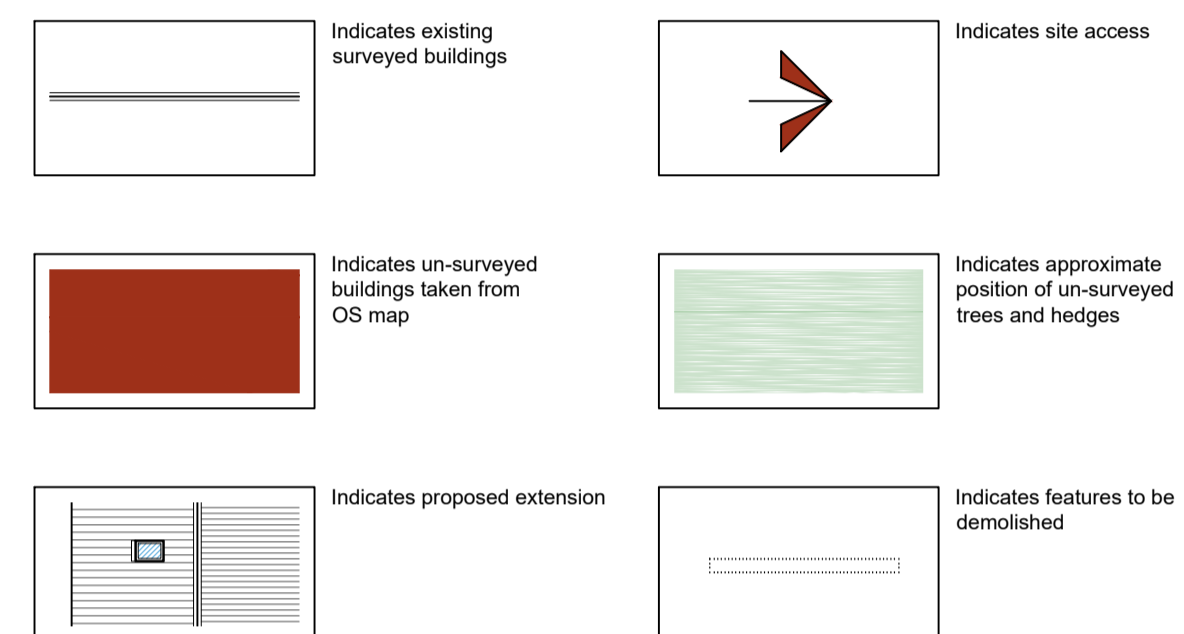 Indicates existing
surveyed buildings
Indicates site access
Indicates un-surveyed
buildings taken from
OS map
Indicates approximate
position of un-surveyed
trees and hedges
Indicates proposed extension
Indicates features to be
demolished